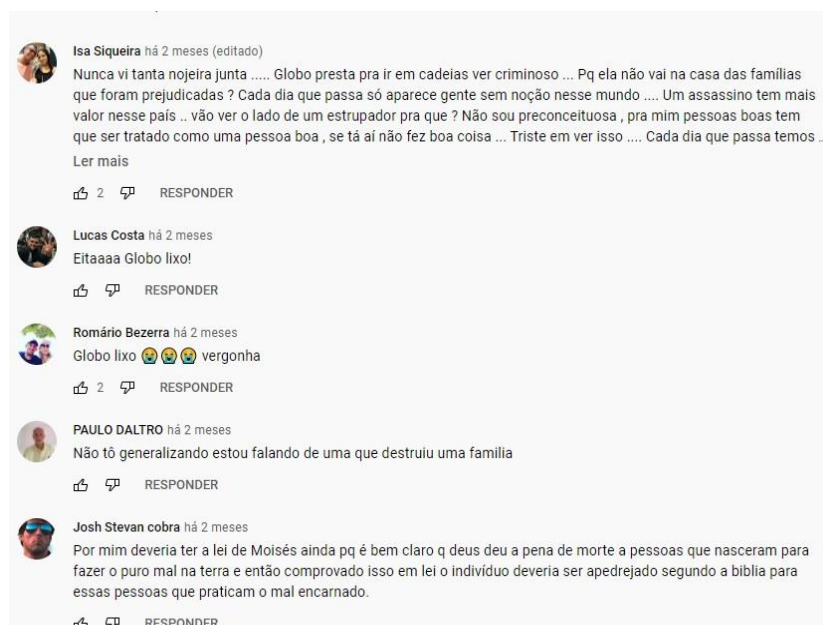 Isa Siqueira há 2 meses (editado)
Nunca vi tanta nojeira junta ..... Globo presta pra ir em cadeias ver criminoso ... Pq ela não vai na casa das famílias
que foram prejudicadas ? Cada dia que passa só aparece gente sem noção nesse mundo .... Um assassino tem mais
valor nesse país .. vão ver o lado de um estrupador pra que ? Não sou preconceituosa , pra mim pessoas boas tem
que ser tratado como uma pessoa boa , se tá aí não fez boa coisa ... Triste em ver isso .... Cada dia que passa temos ..
Ler mais
2 RESPONDER
Lucas Costa há 2 meses
Eitaaaa Globo lixo!
RESPONDER
Romário Bezerra há 2 meses
Globo lixo 😭😭😭 vergonha
2 RESPONDER
PAULO DALTRO há 2 meses
Não tô generalizando estou falando de uma que destruiu uma familia
RESPONDER
Josh Stevan cobra há 2 meses
Por mim deveria ter a lei de Moisés ainda pq é bem claro q deus deu a pena de morte a pessoas que nasceram para
fazer o puro mal na terra e então comprovado isso em lei o indivíduo deveria ser apedrejado segundo a biblia para
essas pessoas que praticam o mal encarnado.
RESPONDER